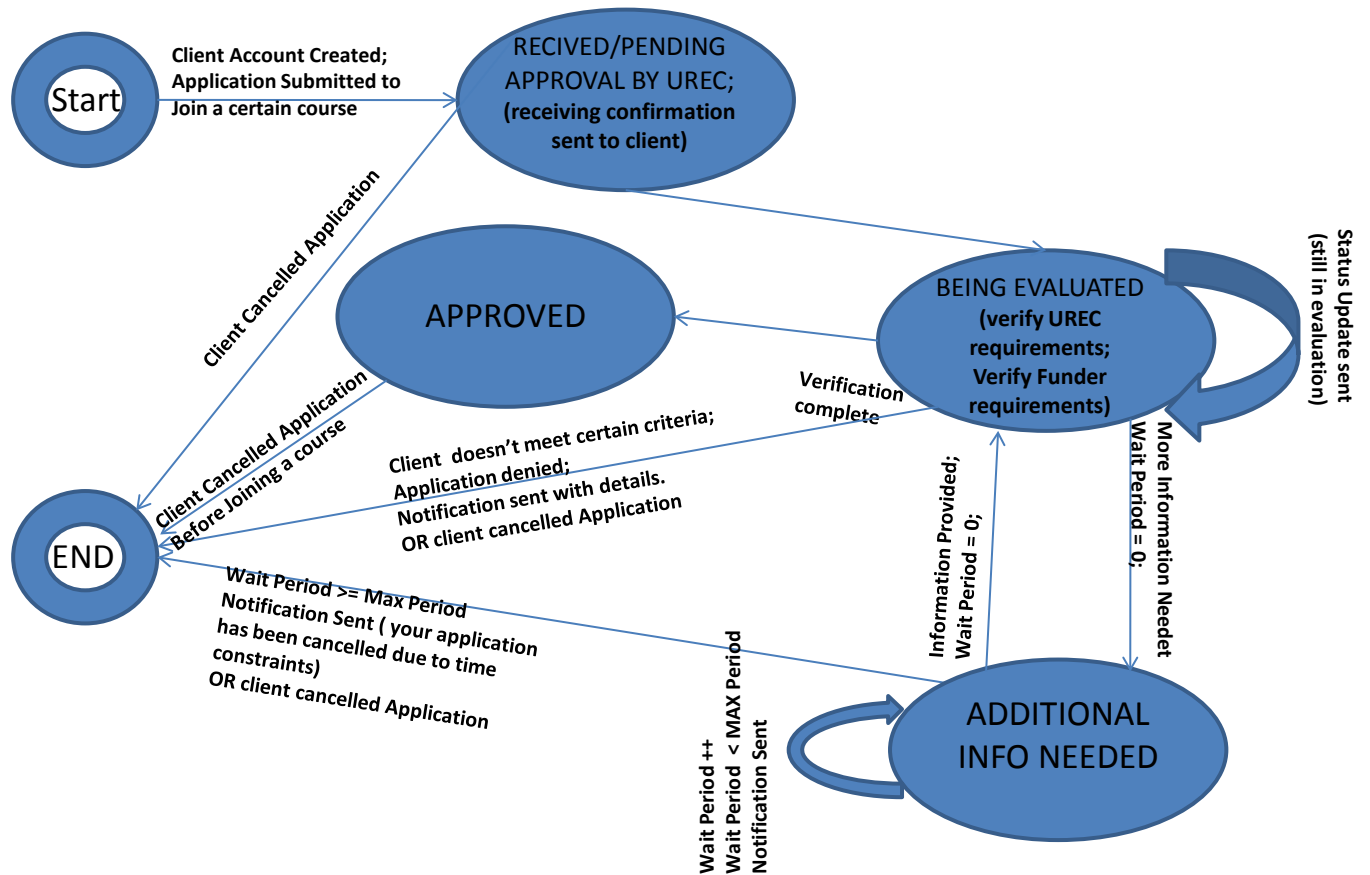 Start
Client Account Created;
Application Submitted to
Join a certain course
RECIVED/PENDING
APPROVAL BY UREC;
(receiving confirmation
sent to client)
Client Cancelled Application
APPROVED
BEING EVALUATED
(verify UREC
requirements;
Verify Funder
requirements)
Status Update sent
(still in evaluation)
Verification
complete
Client Cancelled Application
Before Joining a course
Client  doesn't meet certain criteria;
Application denied;
Notification sent with details.
OR client cancelled Application
END
Wait Period >= Max Period
Notification Sent ( your application
has been cancelled due to time
constraints)
OR client cancelled Application
Information Provided;
Wait Period = 0;
More Information Needet
Wait Period = 0;
Wait Period ++
Wait Period  < MAX Period
Notification Sent
ADDITIONAL
INFO NEEDED